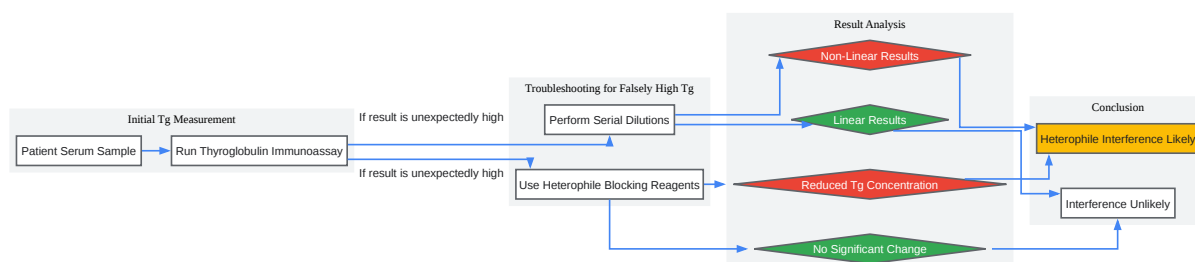 Result Analysis
Non-Linear Results
Troubleshooting for Falsely High Tg
Conclusion
Initial Tg Measurement
If result is unexpectedly high
Perform Serial Dilutions
Linear Results
Patient Serum Sample
Run Thyroglobulin Immunoassay
Heterophile Interference Likely
If result is unexpectedly high
Use Heterophile Blocking Reagents
Reduced Tg Concentration
Interference Unlikely
No Significant Change